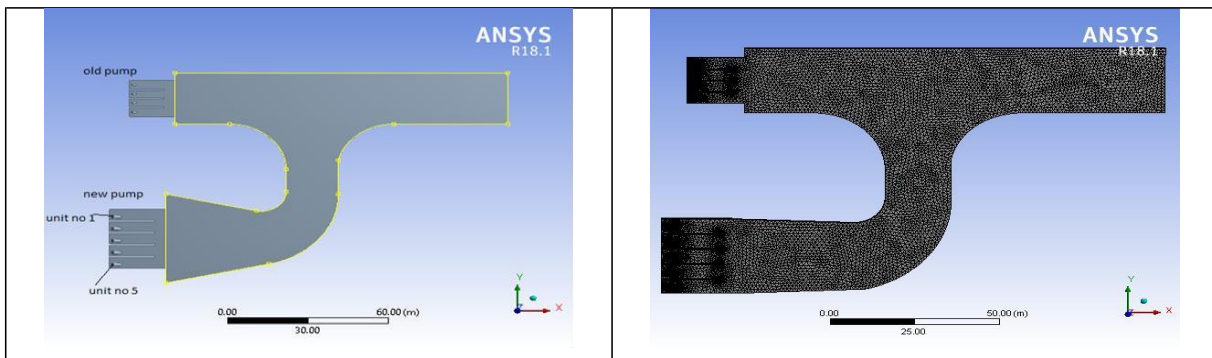 ANSYS
R18.1
old pump
new pump
unit no 1
unit no 5
Y
X
Z
0.00 60.00 (m)
30.00
ANSYS
R18.1
Y
X
Z
0.00 50.00 (m)
25.00